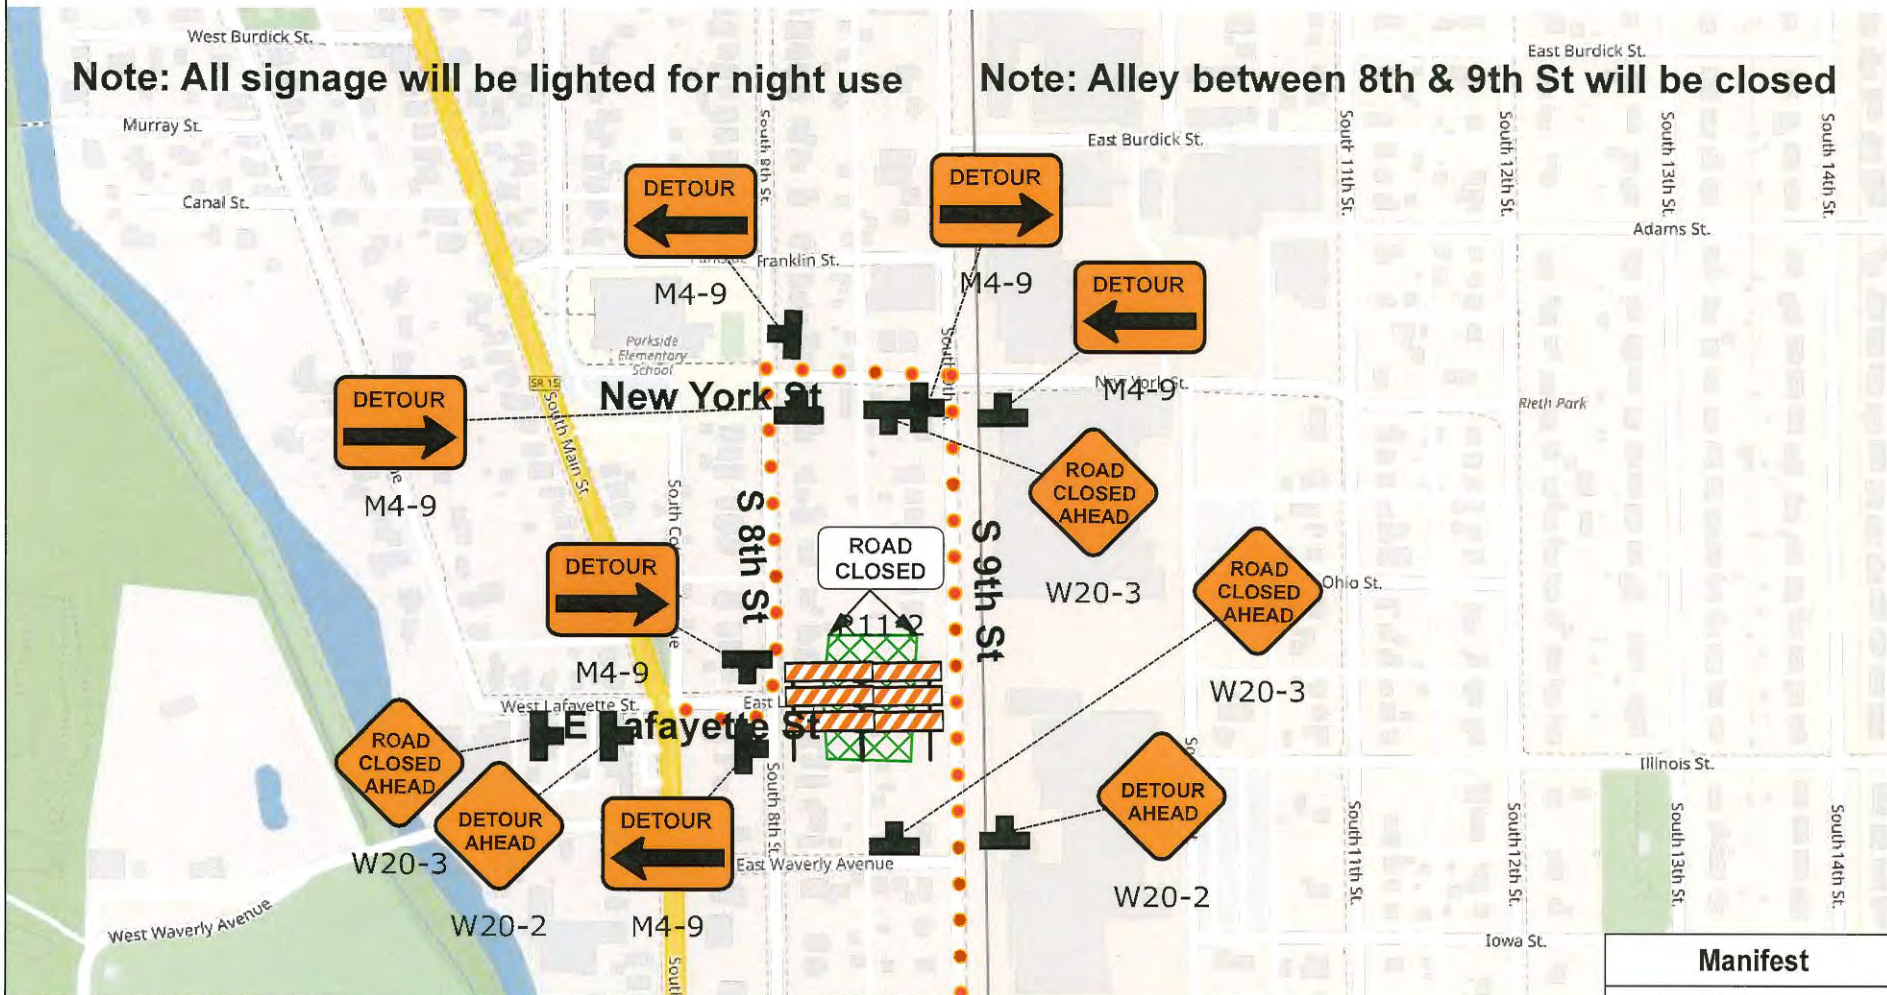 West Burdick St.
East Burdick St.
Note: All signage will be lighted for night use
Note: Alley between 8th & 9th St will be closed
Murray St.
South 8th St.
East Burdick St.
South 11th St.
South 12th St.
South 13th St.
South 14th St.
Canal St.
DETOUR
M4-9
DETOUR
M4-9
Adams St.
Franklin St.
DETOUR
M4-9
Parkside
Elementary
School
SR 15
New York St
New York St.
Rieth Park
DETOUR
M4-9
South Main St.
S 8th St
S 9th St
ROAD
CLOSED
AHEAD
W20-3
ROAD
CLOSED
R11-2
DETOUR
M4-9
ROAD
CLOSED
AHEAD
W20-3
Ohio St.
West Lafayette St.
East
E Lafayette St
ROAD
CLOSED
AHEAD
W20-3
DETOUR
AHEAD
W20-2
DETOUR
M4-9
South 8th St.
East Waverly Avenue
DETOUR
AHEAD
W20-2
Illinois St.
South 11th St.
South 12th St.
South 13th St.
South 14th St.
West Waverly Avenue
Iowa St.
Manifest